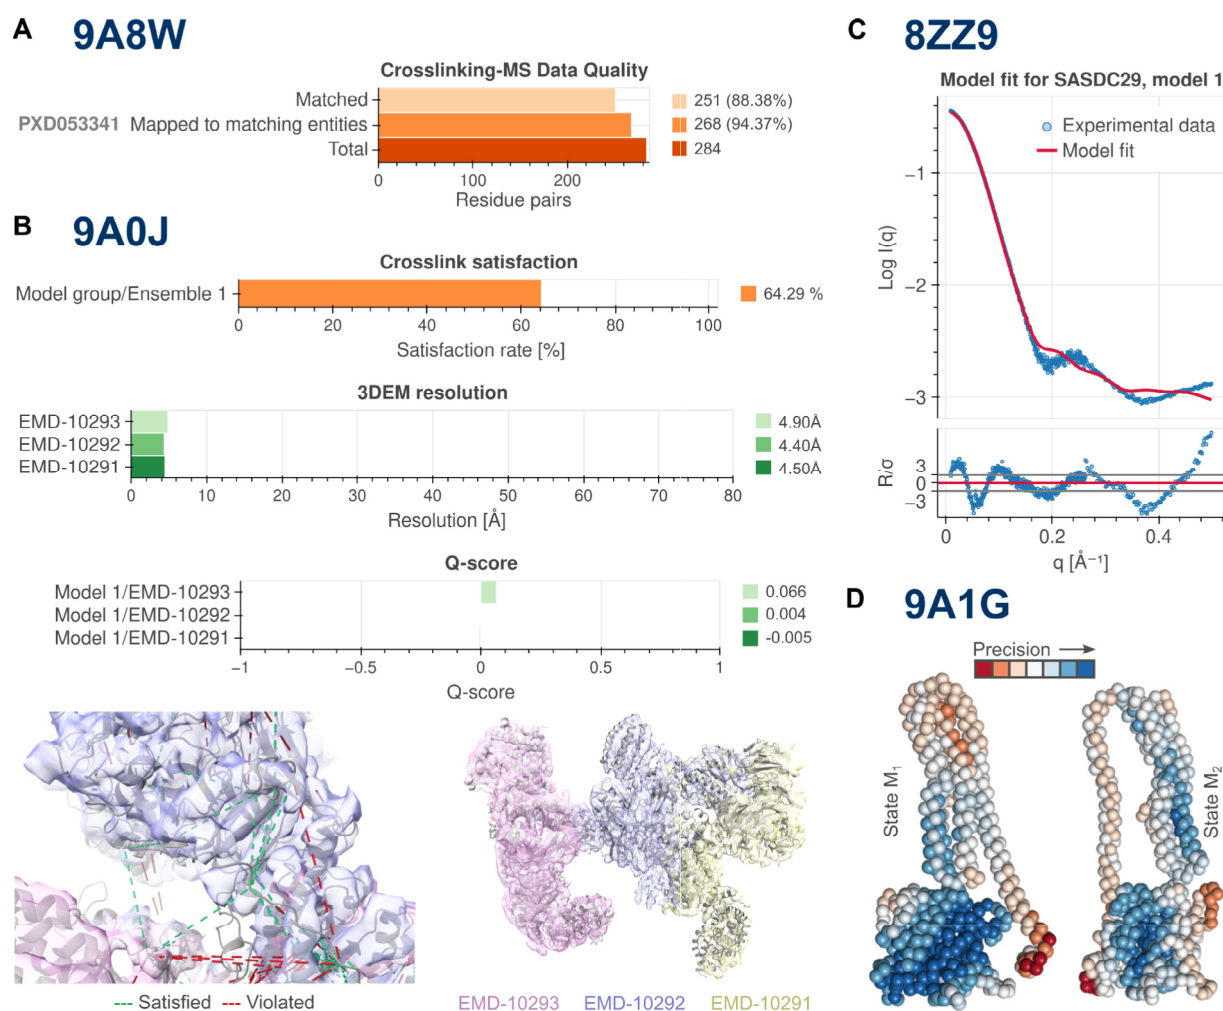 A 9A8W
Crosslinking-MS Data Quality
PXD053341
Matched 251 (88.38%)
Mapped to matching entities 268 (94.37%)
Total 284
0 100 200
Residue pairs
B 9A0J
Crosslink satisfaction
Model group/Ensemble 1 64.29 %
0 20 40 60 80 100
Satisfaction rate [%]
3DEM resolution
EMD-10293 4.90Å
EMD-10292 4.40Å
EMD-10291 4.50Å
0 10 20 30 40 50 60 70 80
Resolution [Å]
Q-score
Model 1/EMD-10293 0.066
Model 1/EMD-10292 0.004
Model 1/EMD-10291 -0.005
−1 −0.5 0 0.5 1
Q-score
Satisfied Violated
EMD-10293 EMD-10292 EMD-10291
C 8ZZ9
Model fit for SASDC29, model 1
Experimental data
Model fit
Log I(q)
−1
−2
−3
R/σ
3
0
−3
0 0.2 0.4
q [Å⁻¹]
D 9A1G
Precision
State M₁
State M₂